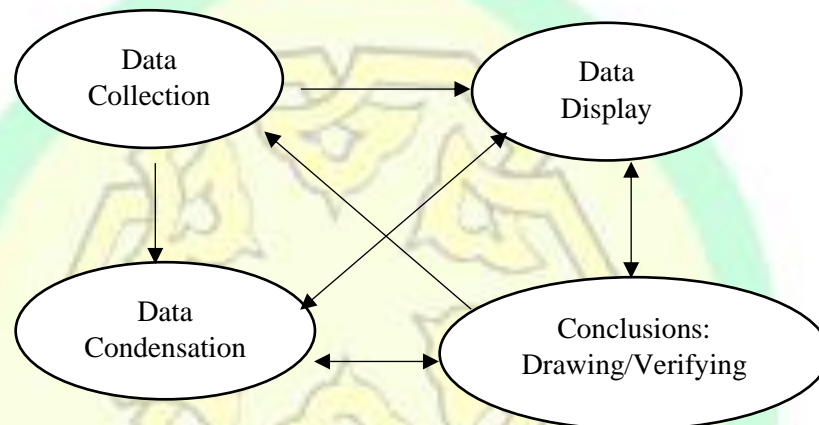 Data
Collection
Data
Display
Data
Condensation
Conclusions:
Drawing/Verifying